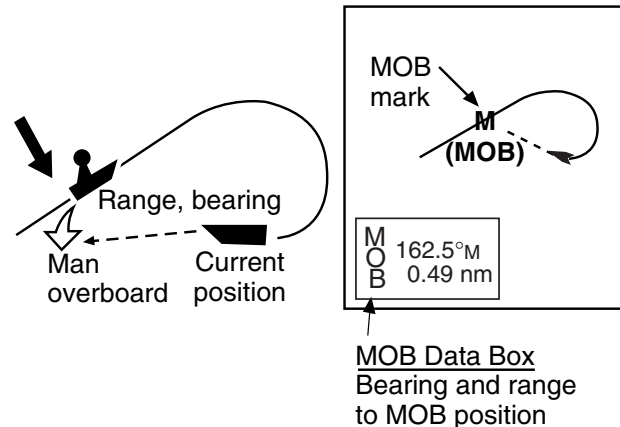 Range, bearing
Man
overboard
Current
position
MOB
mark
M
(MOB)
M
O
B
162.5°M
0.49 nm
MOB Data Box
Bearing and range
to MOB position